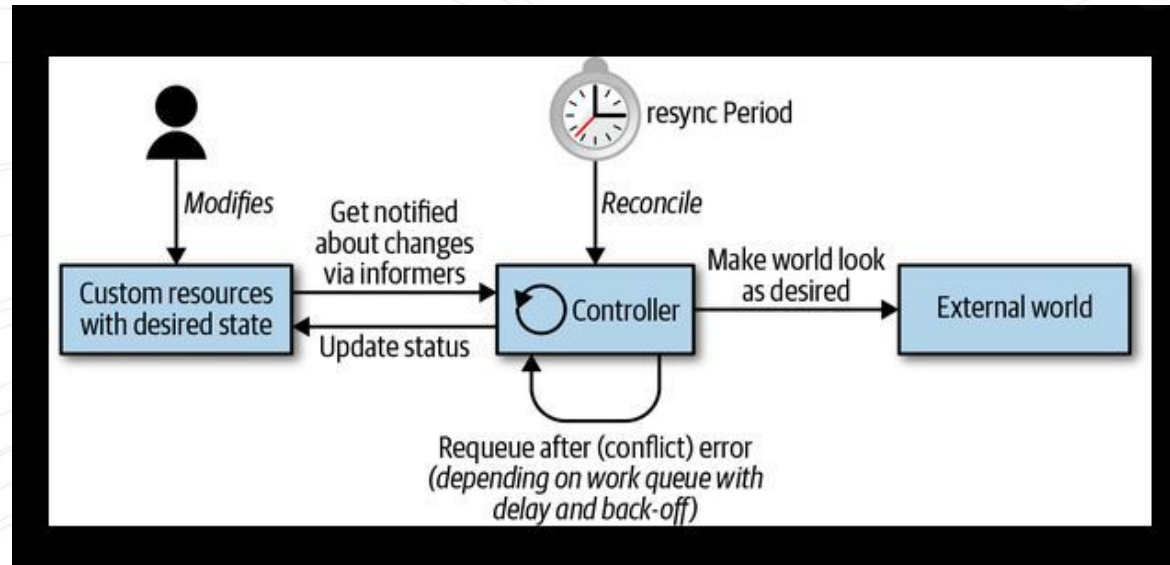 resync Period
Modifies
Reconcile
Get notified
about changes
via informers
Make world look
as desired
Custom resources
with desired state
Controller
External world
Update status
Requeue after (conflict) error
(depending on work queue with
delay and back-off)